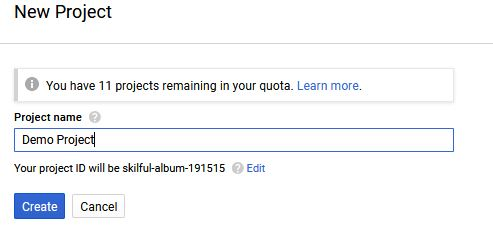 New Project
You have 11 projects remaining in your quota. Learn more.
Project name ?
Demo Project
Your project ID will be skilful-album-191515 ? Edit
Create Cancel